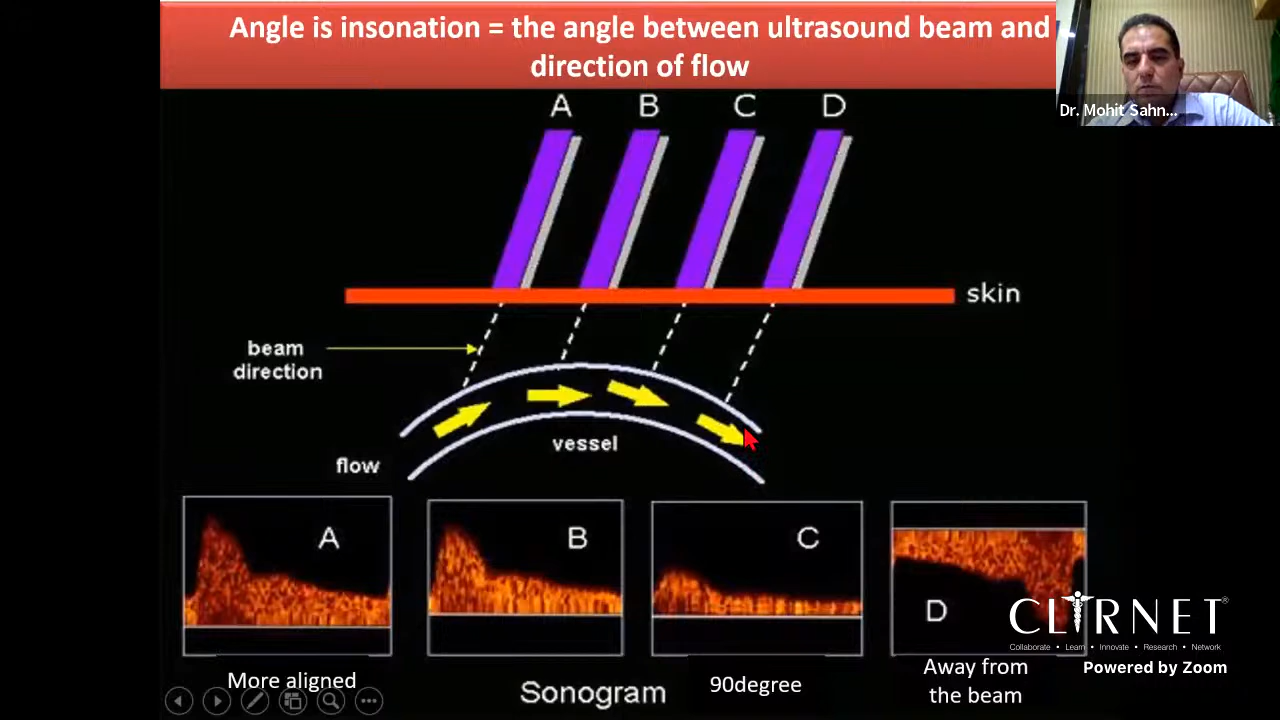 Angle is insonation = the angle between ultrasound beam and
direction of flow
Dr. Mohit Sahn...
A B C D
skin
beam
direction
vessel
flow
A B C D
CLIRNET®
Collaborate • Learn • Innovate • Research • Network
Powered by Zoom
More aligned
Sonogram
90degree
Away from
the beam